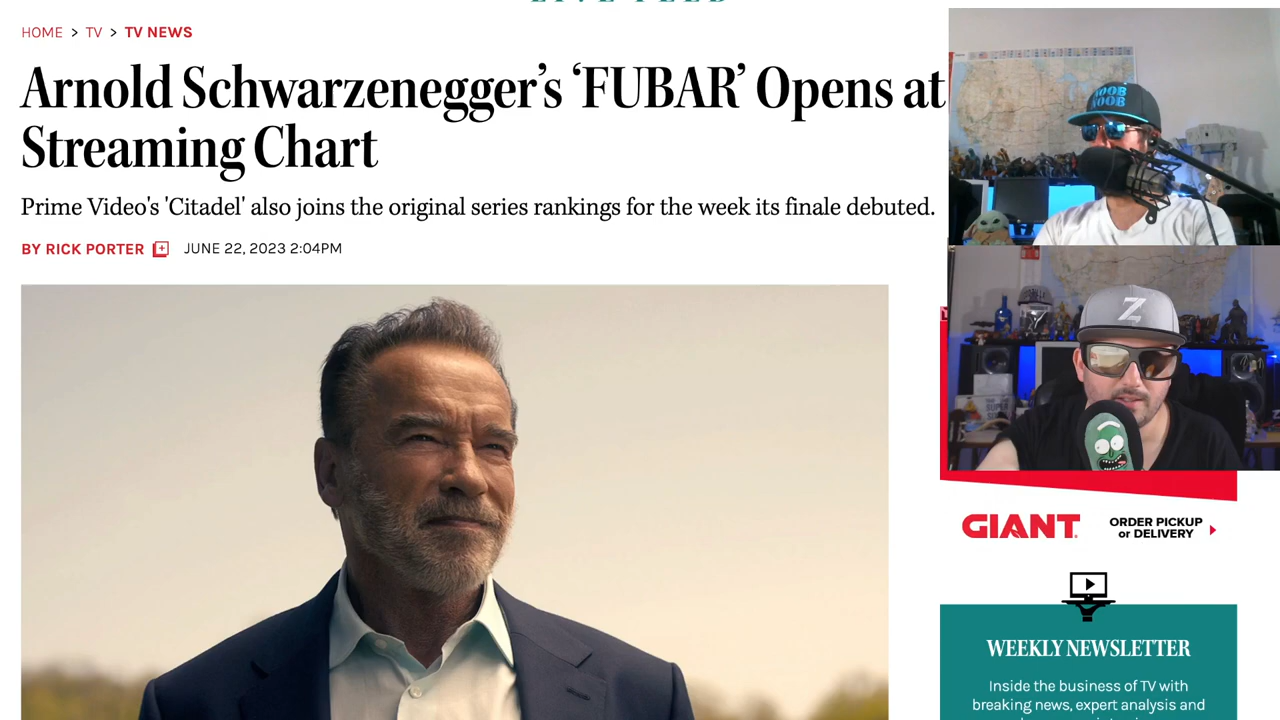 HOME > TV > TV NEWS
Arnold Schwarzenegger's 'FUBAR' Opens at
Streaming Chart
Prime Video's 'Citadel' also joins the original series rankings for the week its finale debuted.
BY RICK PORTER JUNE 22, 2023 2:04PM
NOOB
NOOB
Z
GIANT
ORDER PICKUP
or DELIVERY
WEEKLY NEWSLETTER
Inside the business of TV with
breaking news, expert analysis and